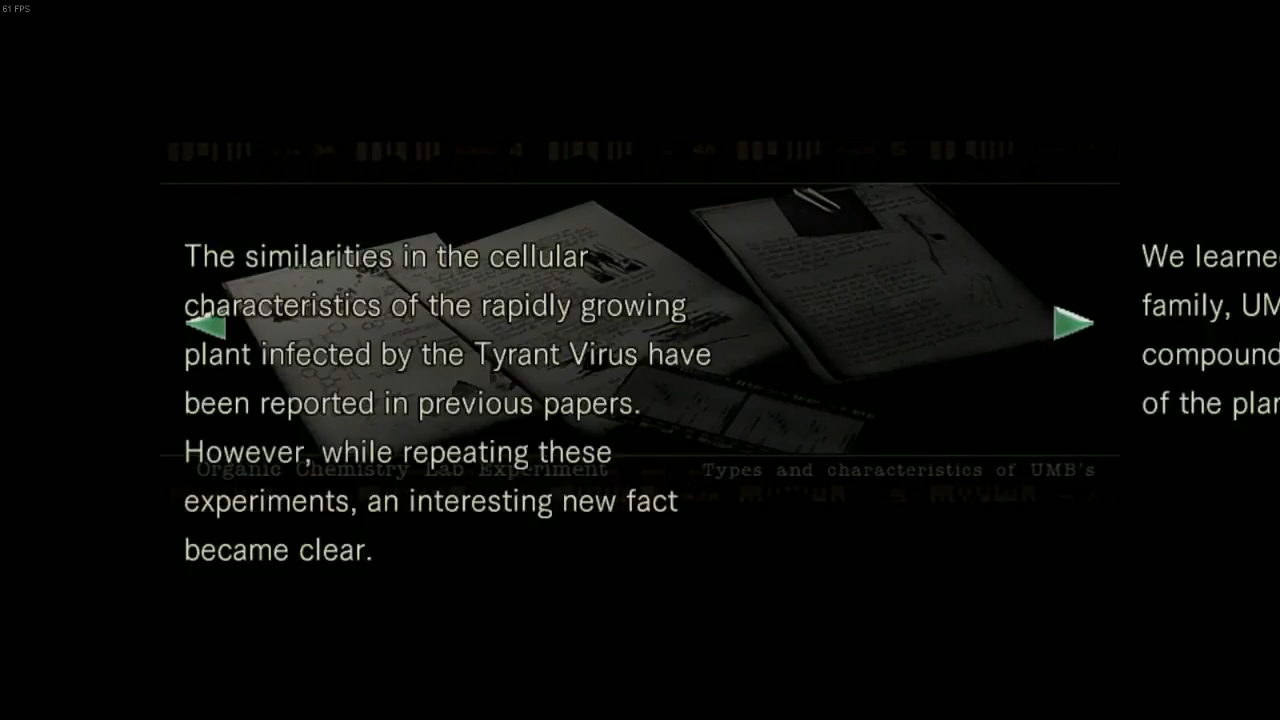 61 FPS
The similarities in the cellular
characteristics of the rapidly growing
plant infected by the Tyrant Virus have
been reported in previous papers.
However, while repeating these
experiments, an interesting new fact
became clear.
We learne
family, UM
compound
of the plan
Organic Chemistry Lab Experiment
Types and characteristics of UMB's